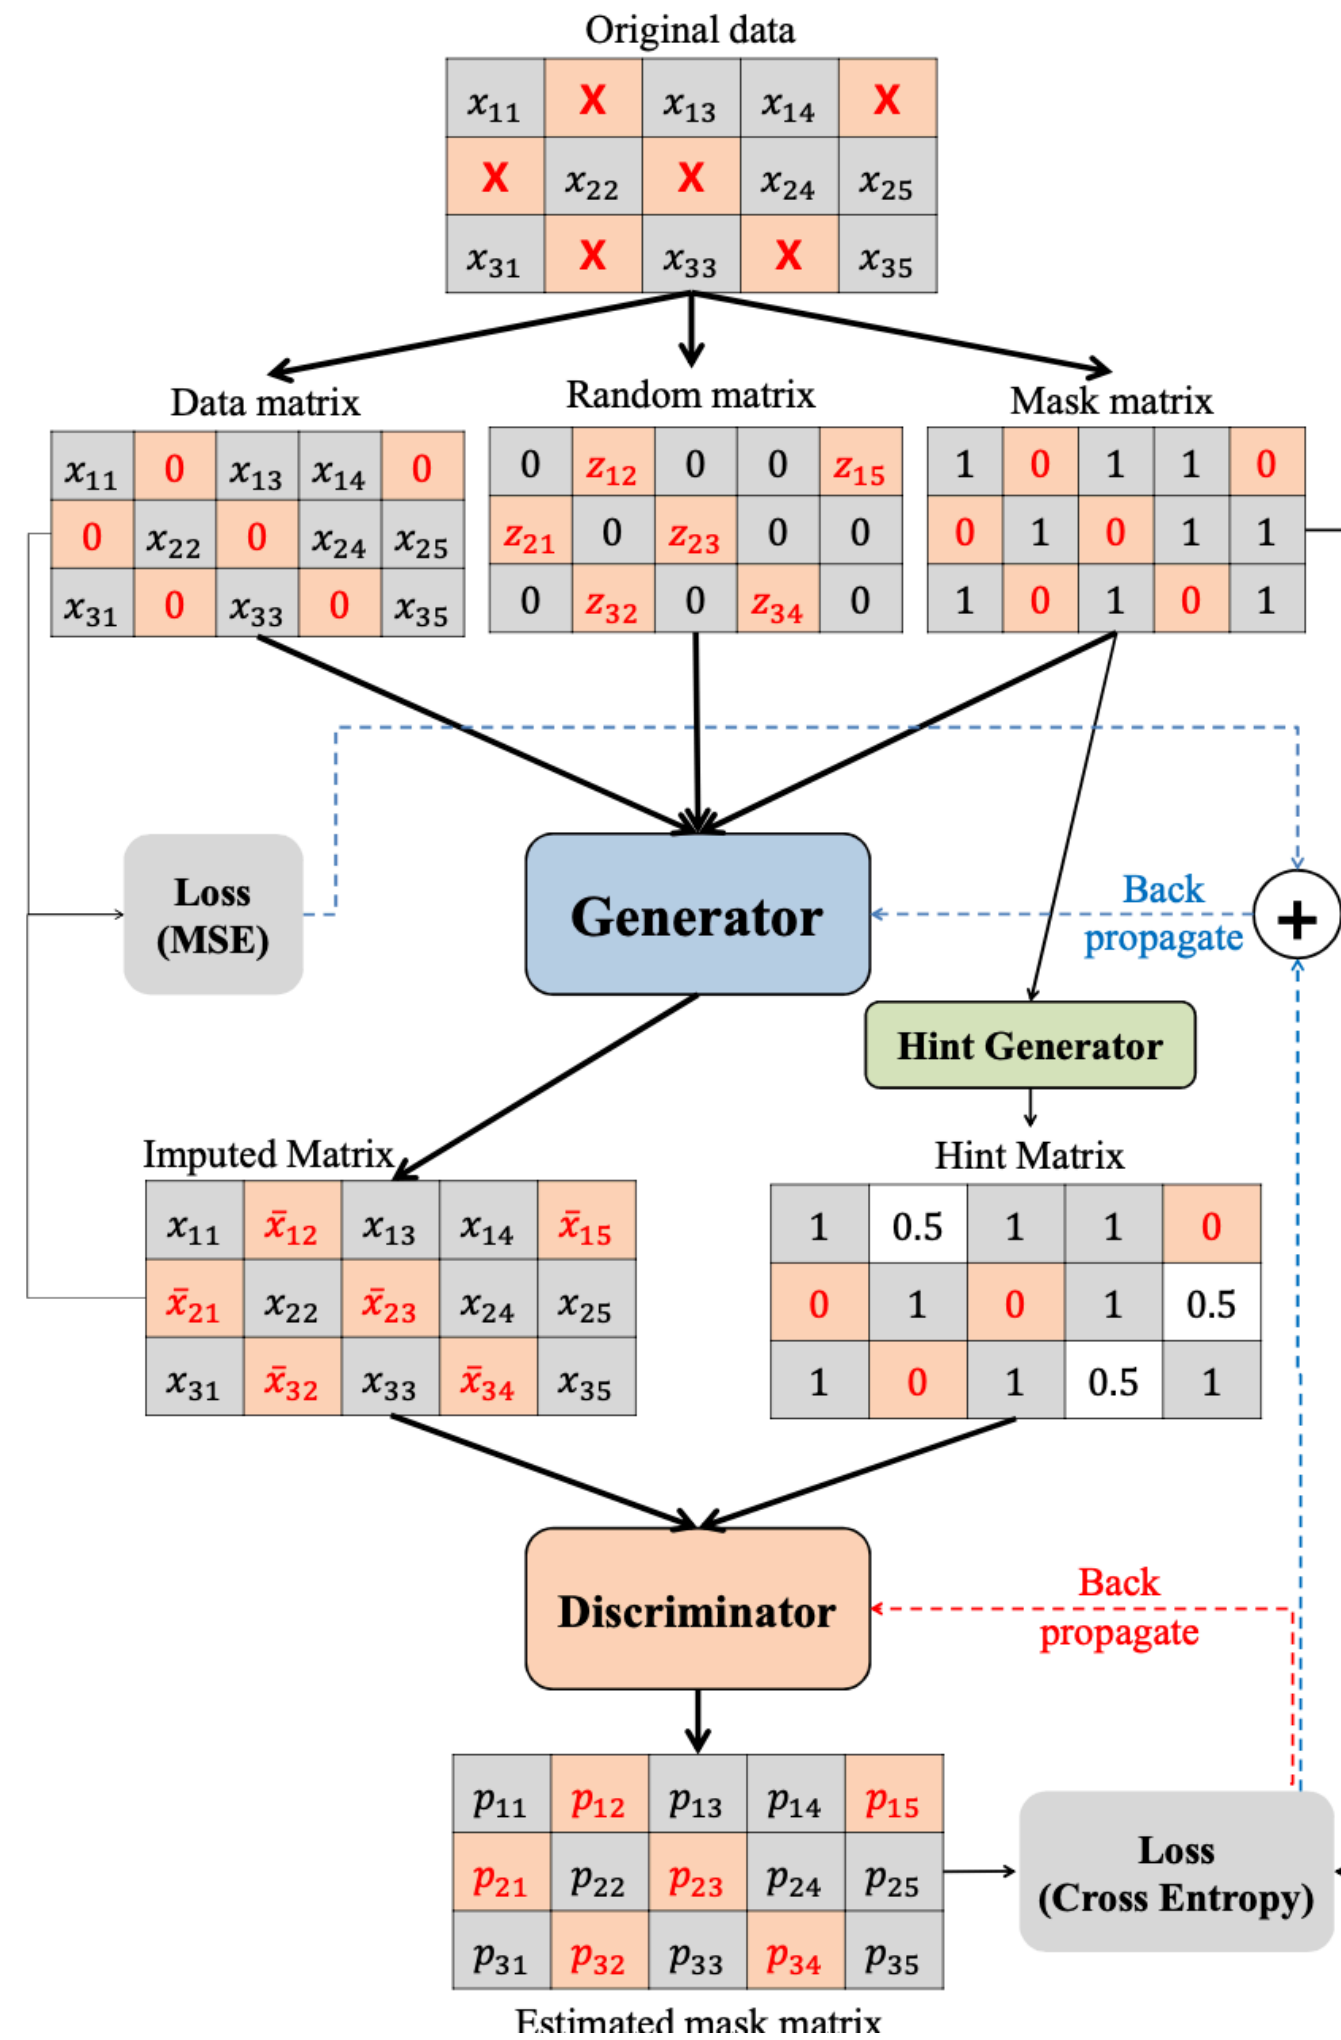 Original data
x11 X x13 x14 X
X x22 X x24 x25
x31 X x33 X x35
Data matrix
x11 0 x13 x14 0
0 x22 0 x24 x25
x31 0 x33 0 x35
Random matrix
0 z12 0 0 z15
z21 0 z23 0 0
0 z32 0 z34 0
Mask matrix
1 0 1 1 0
0 1 0 1 1
1 0 1 0 1
Loss
(MSE)
Generator
Back
propagate
+
Hint Generator
Imputed Matrix
x11 x̄12 x13 x14 x̄15
x̄21 x22 x̄23 x24 x25
x31 x̄32 x33 x̄34 x35
Hint Matrix
1 0.5 1 1 0
0 1 0 1 0.5
1 0 1 0.5 1
Discriminator
Back
propagate
p11 p12 p13 p14 p15
p21 p22 p23 p24 p25
p31 p32 p33 p34 p35
Loss
(Cross Entropy)
Estimated mask matrix